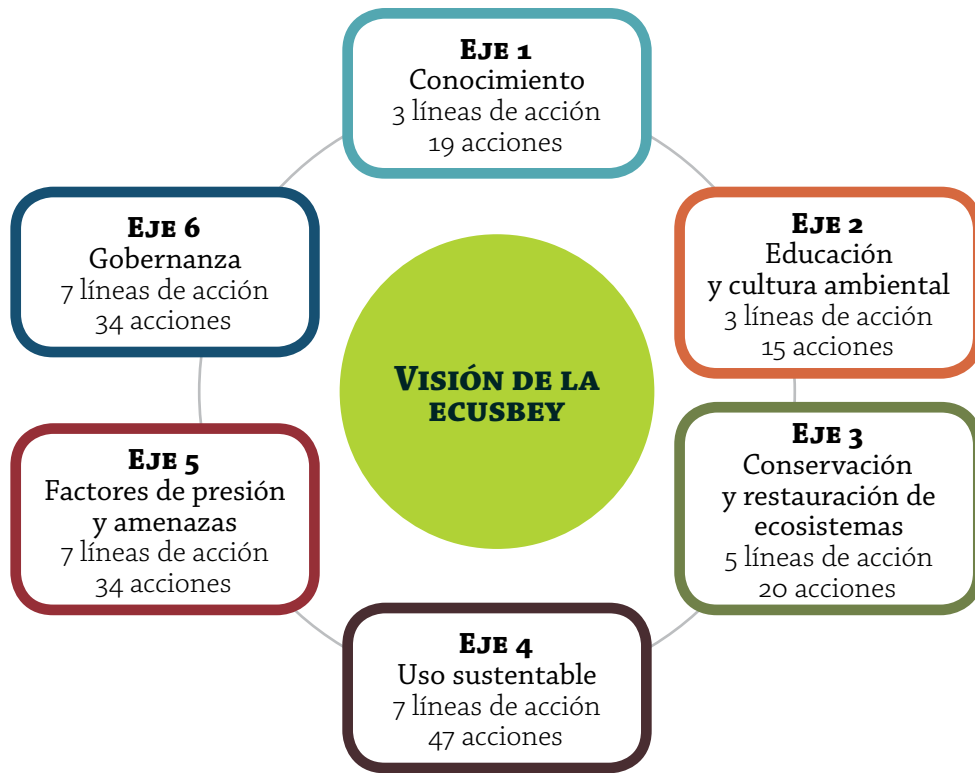 EJE 1
Conocimiento
3 líneas de acción
19 acciones
EJE 2
Educación
y cultura ambiental
3 líneas de acción
15 acciones
EJE 3
Conservación
y restauración de
ecosistemas
5 líneas de acción
20 acciones
EJE 4
Uso sustentable
7 líneas de acción
47 acciones
EJE 5
Factores de presión
y amenazas
7 líneas de acción
34 acciones
EJE 6
Gobernanza
7 líneas de acción
34 acciones
VISIÓN DE LA
ECUSBEY